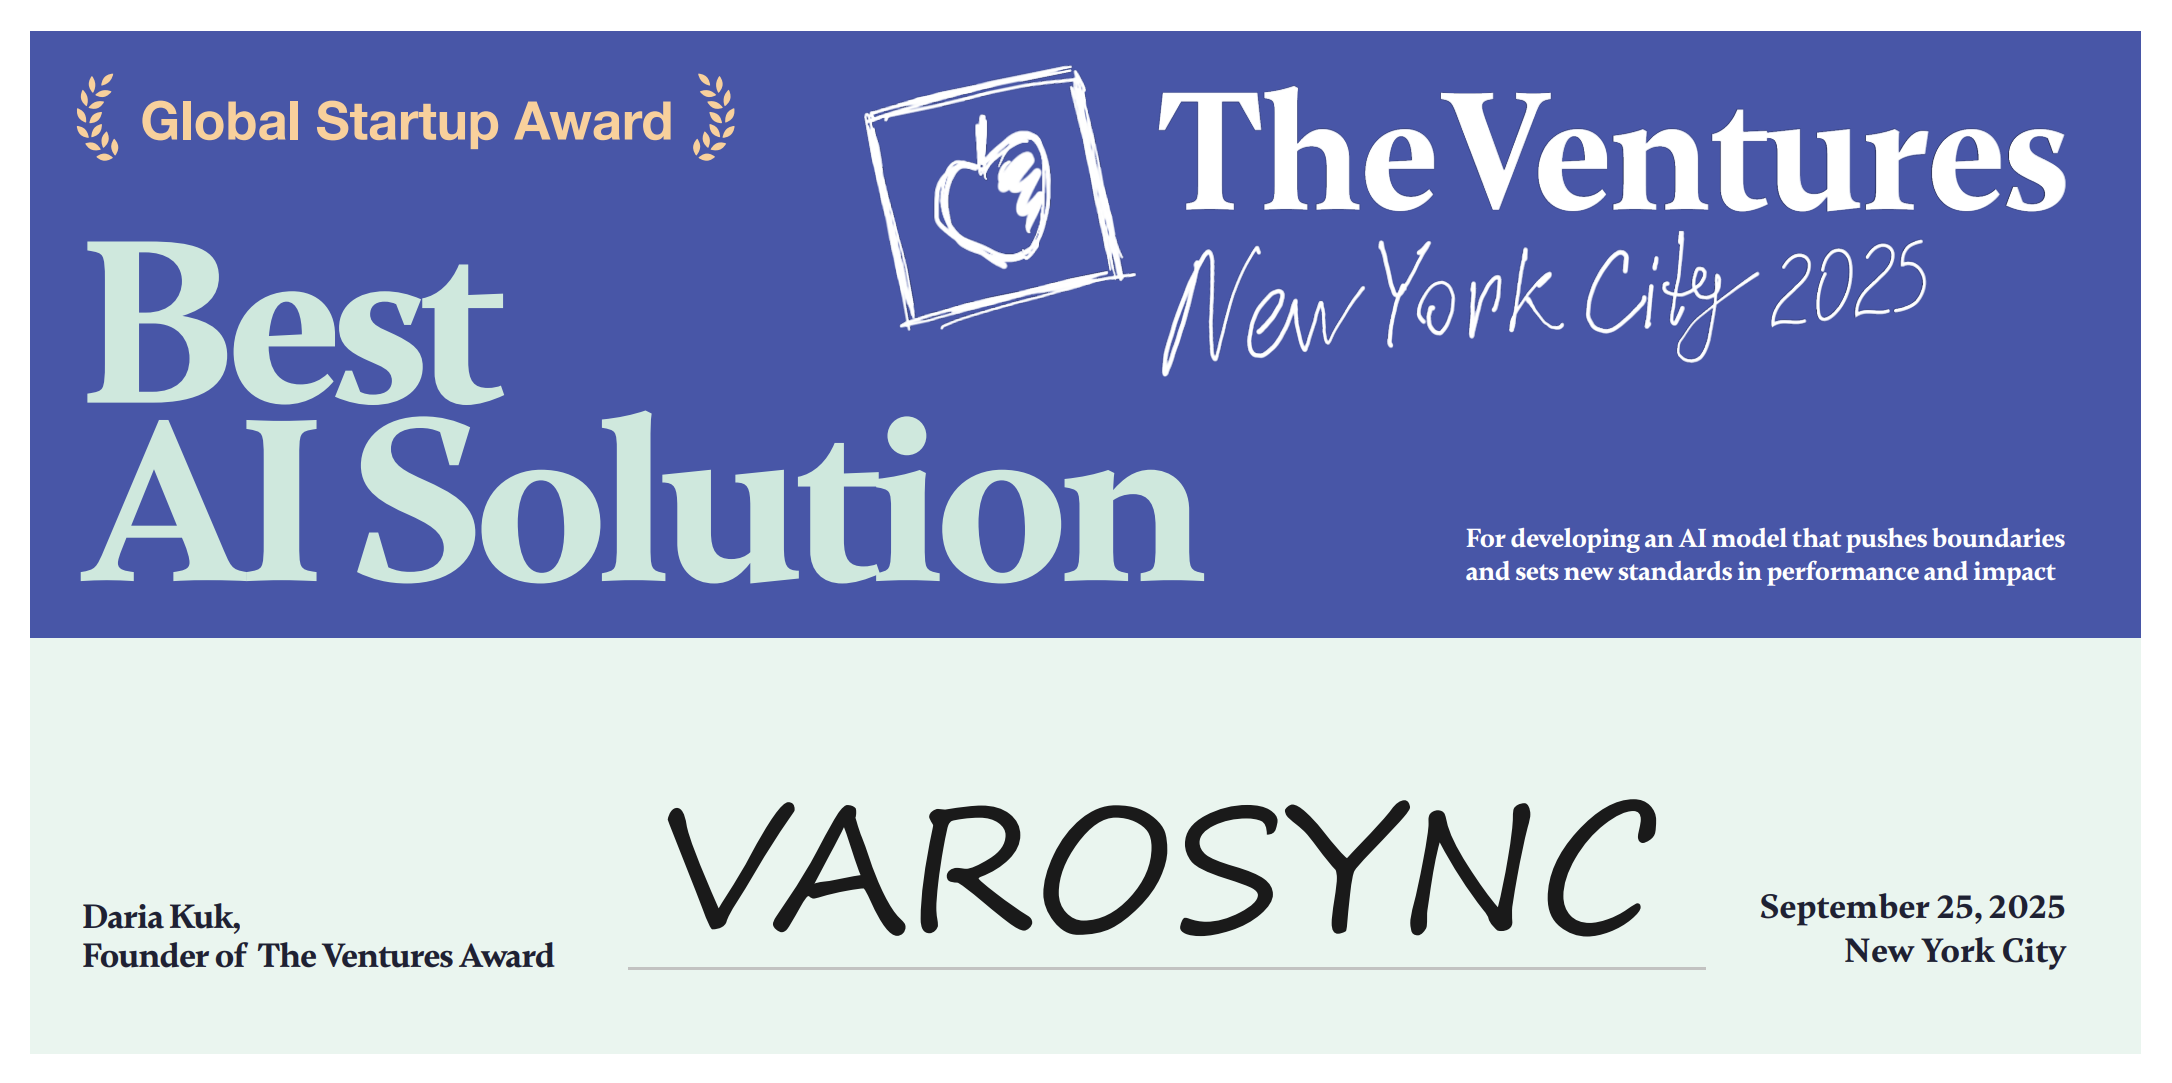 Global Startup Award
TheVentures
New York City 2025
Best
AI Solution
For developing an AI model that pushes boundaries
and sets new standards in performance and impact
VAROSYNC
Daria Kuk,
Founder of The Ventures Award
September 25, 2025
New York City